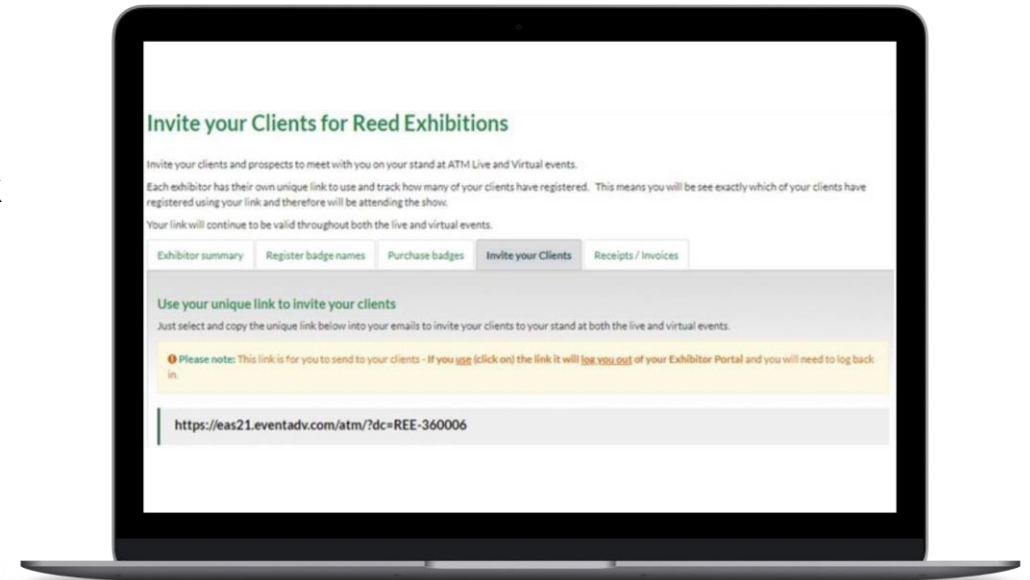 Invite your Clients for Reed Exhibitions
Invite your clients and prospects to meet with you on your stand at ATM Live and Virtual events.
Each exhibitor has their own unique link to use and track how many of your clients have registered. This means you will be see exactly which of your clients have
registered using your link and therefore will be attending the show.
Your link will continue to be valid throughout both the live and virtual events.
Exhibitor summary Register badge names Purchase badges Invite your Clients Receipts / Invoices
Use your unique link to invite your clients
Just select and copy the unique link below into your emails to invite your clients to your stand at both the live and virtual events.
Please note: This link is for you to send to your clients - If you use (click on) the link it will log you out of your Exhibitor Portal and you will need to log back
in.
https://eas21.eventadv.com/atm/?dc=REE-360006